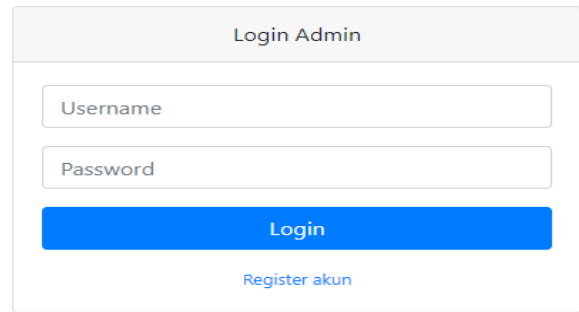 Login Admin
Username
Password
Login
Register akun